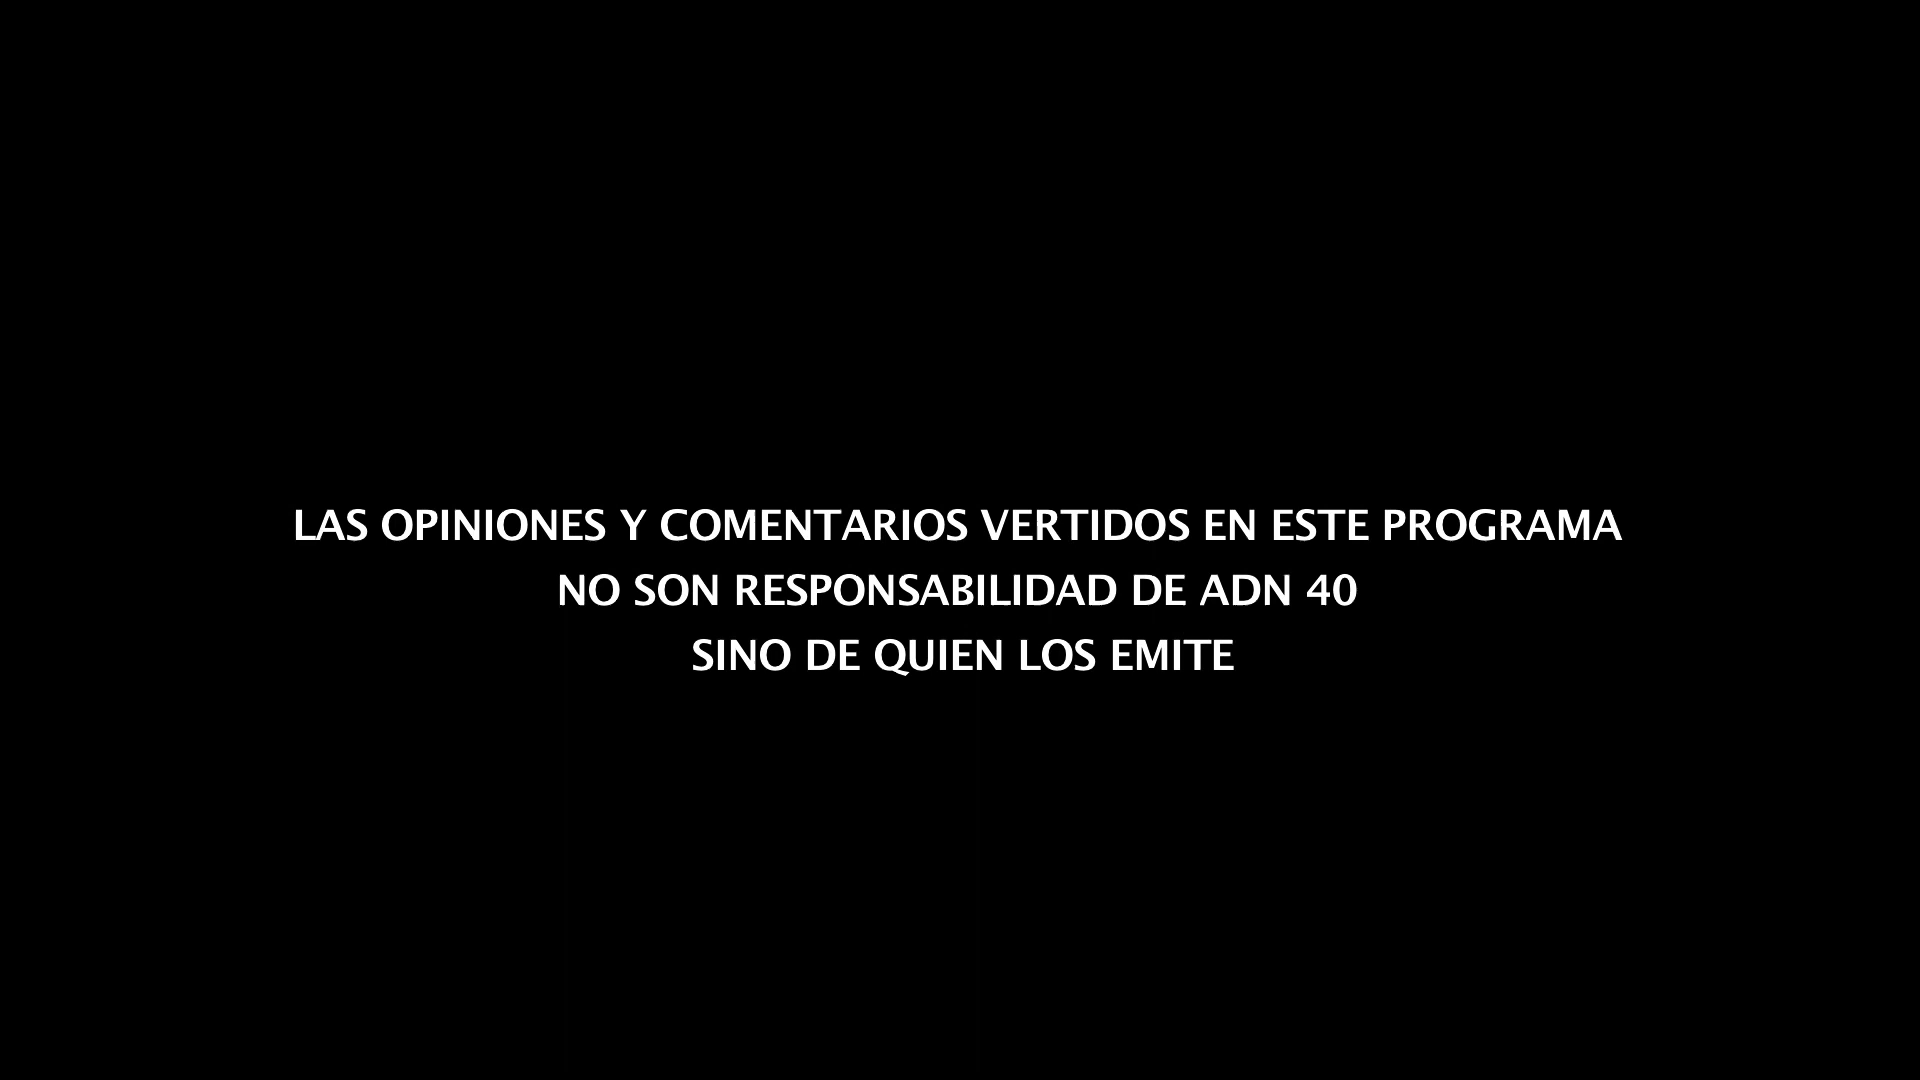 LAS OPINIONES Y COMENTARIOS VERTIDOS EN ESTE PROGRAMA
NO SON RESPONSABILIDAD DE ADN 40
SINO DE QUIEN LOS EMITE